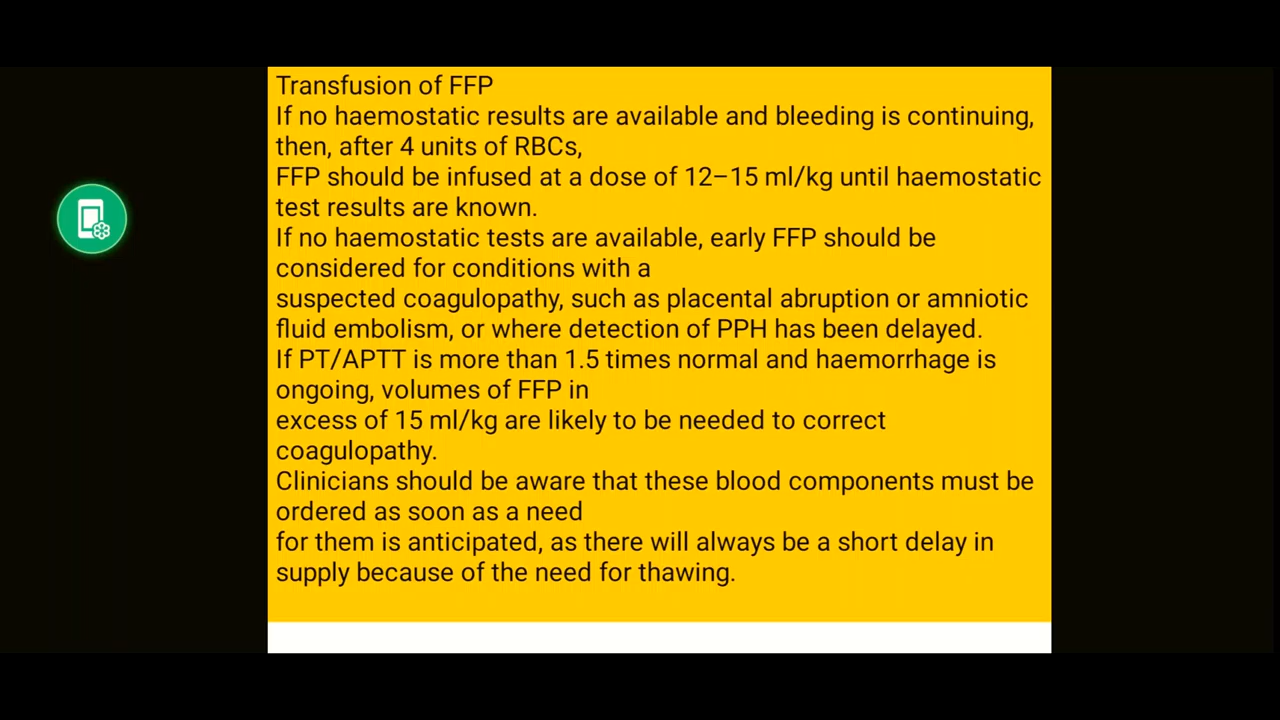 Transfusion of FFP
If no haemostatic results are available and bleeding is continuing,
then, after 4 units of RBCs,
FFP should be infused at a dose of 12–15 ml/kg until haemostatic
test results are known.
If no haemostatic tests are available, early FFP should be
considered for conditions with a
suspected coagulopathy, such as placental abruption or amniotic
fluid embolism, or where detection of PPH has been delayed.
If PT/APTT is more than 1.5 times normal and haemorrhage is
ongoing, volumes of FFP in
excess of 15 ml/kg are likely to be needed to correct
coagulopathy.
Clinicians should be aware that these blood components must be
ordered as soon as a need
for them is anticipated, as there will always be a short delay in
supply because of the need for thawing.